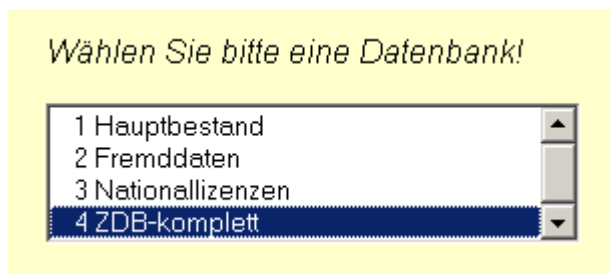 Wählen Sie bitte eine Datenbank!
1 Hauptbestand
2 Fremddaten
3 Nationallizenzen
4 ZDB-komplett